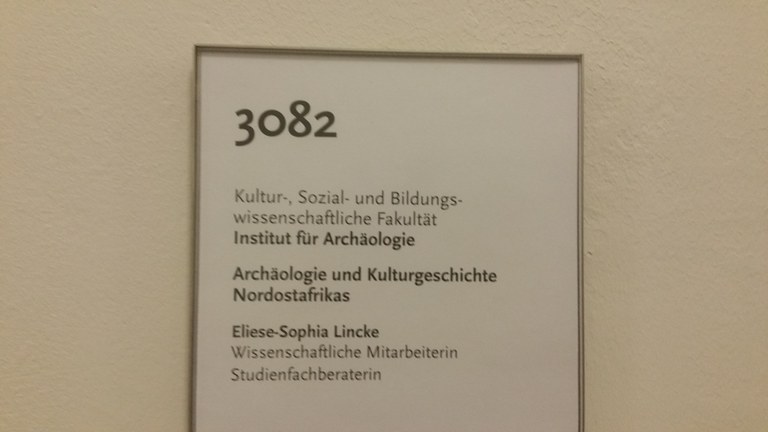 3082
Kultur-, Sozial- und Bildungs-
wissenschaftliche Fakultät
Institut für Archäologie
Archäologie und Kulturgeschichte
Nordostafrikas
Eliese-Sophia Lincke
Wissenschaftliche Mitarbeiterin
Studienfachberaterin